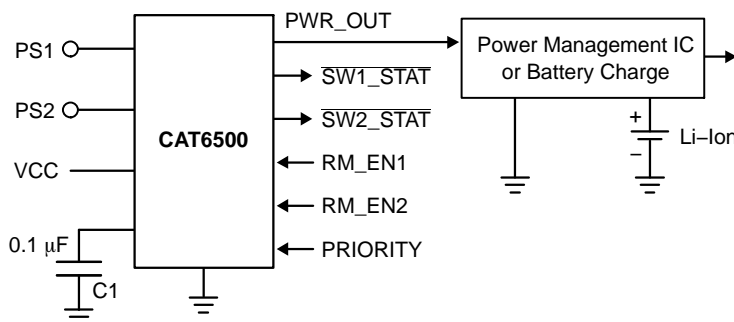 PS1
PS2
VCC
0.1 μF
C1
CAT6500
PWR_OUT
SW1_STAT
SW2_STAT
RM_EN1
RM_EN2
PRIORITY
Power Management IC
or Battery Charge
+
−
Li−Ion